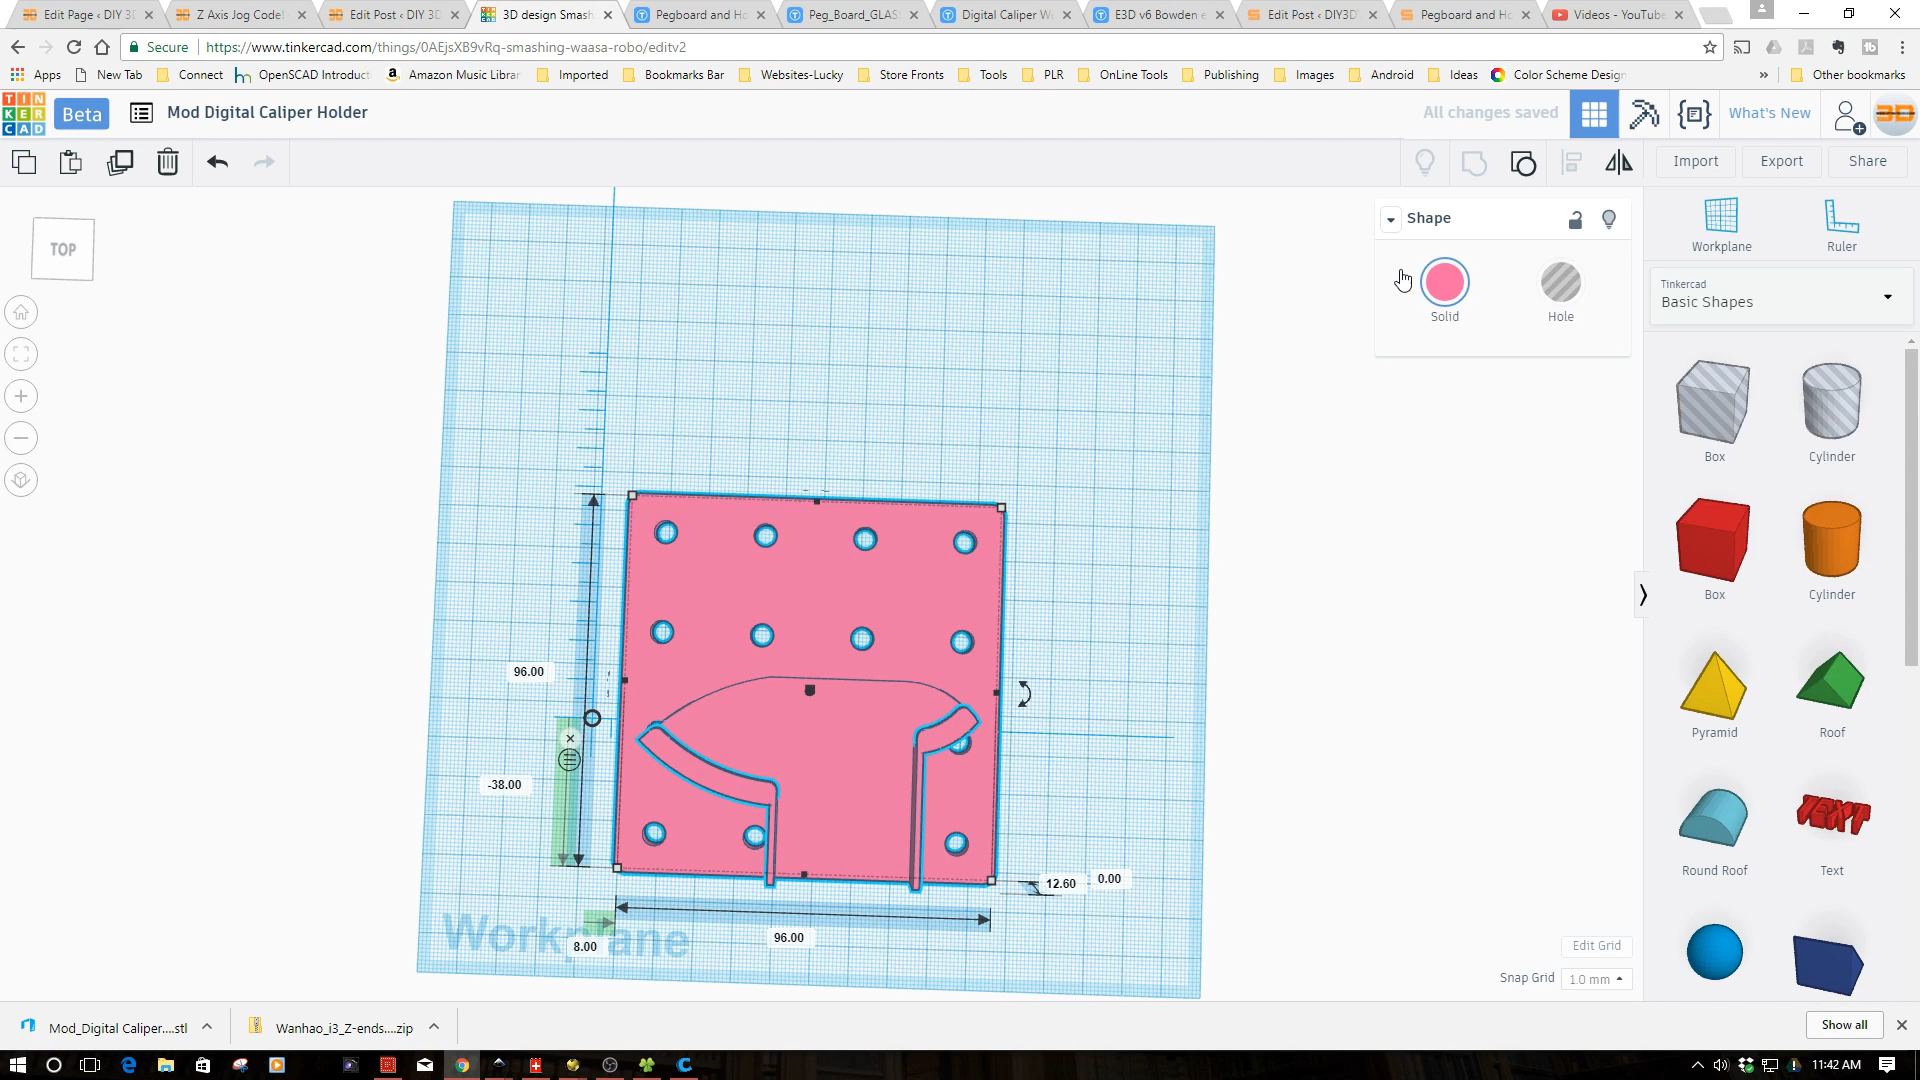 Edit Page ‹ DIY 3
Z Axis Jog Code
Edit Post ‹ DIY 3D
3D design Smash
Pegboard and Ho
Peg_Board_GLAS
Digital Caliper W
E3D v6 Bowden e
Edit Post ‹ DIY3D
Pegboard and Ho
Videos - YouTube
Secure
https://www.tinkercad.com/things/0AEjsXB9vRq-smashing-waasa-robo/editv2
Apps
New Tab
Connect
OpenSCAD Introduct
Amazon Music Librar
Imported
Bookmarks Bar
Websites-Lucky
Store Fronts
Tools
PLR
OnLine Tools
Publishing
Images
Android
Ideas
Color Scheme Design
»
Other bookmarks
TIN
KER
CAD
Beta
Mod Digital Caliper Holder
All changes saved
What's New
3D
Import
Export
Share
TOP
Shape
Solid
Hole
Workplane
Ruler
Tinkercad
Basic Shapes
Box
Cylinder
Box
Cylinder
Pyramid
Roof
TEXT
Round Roof
Text
96.00
-38.00
12.60
0.00
96.00
8.00
Workplane
Edit Grid
Snap Grid
1.0 mm
Mod_Digital Caliper....stl
Wanhao_i3_Z-ends....zip
Show all
11:42 AM